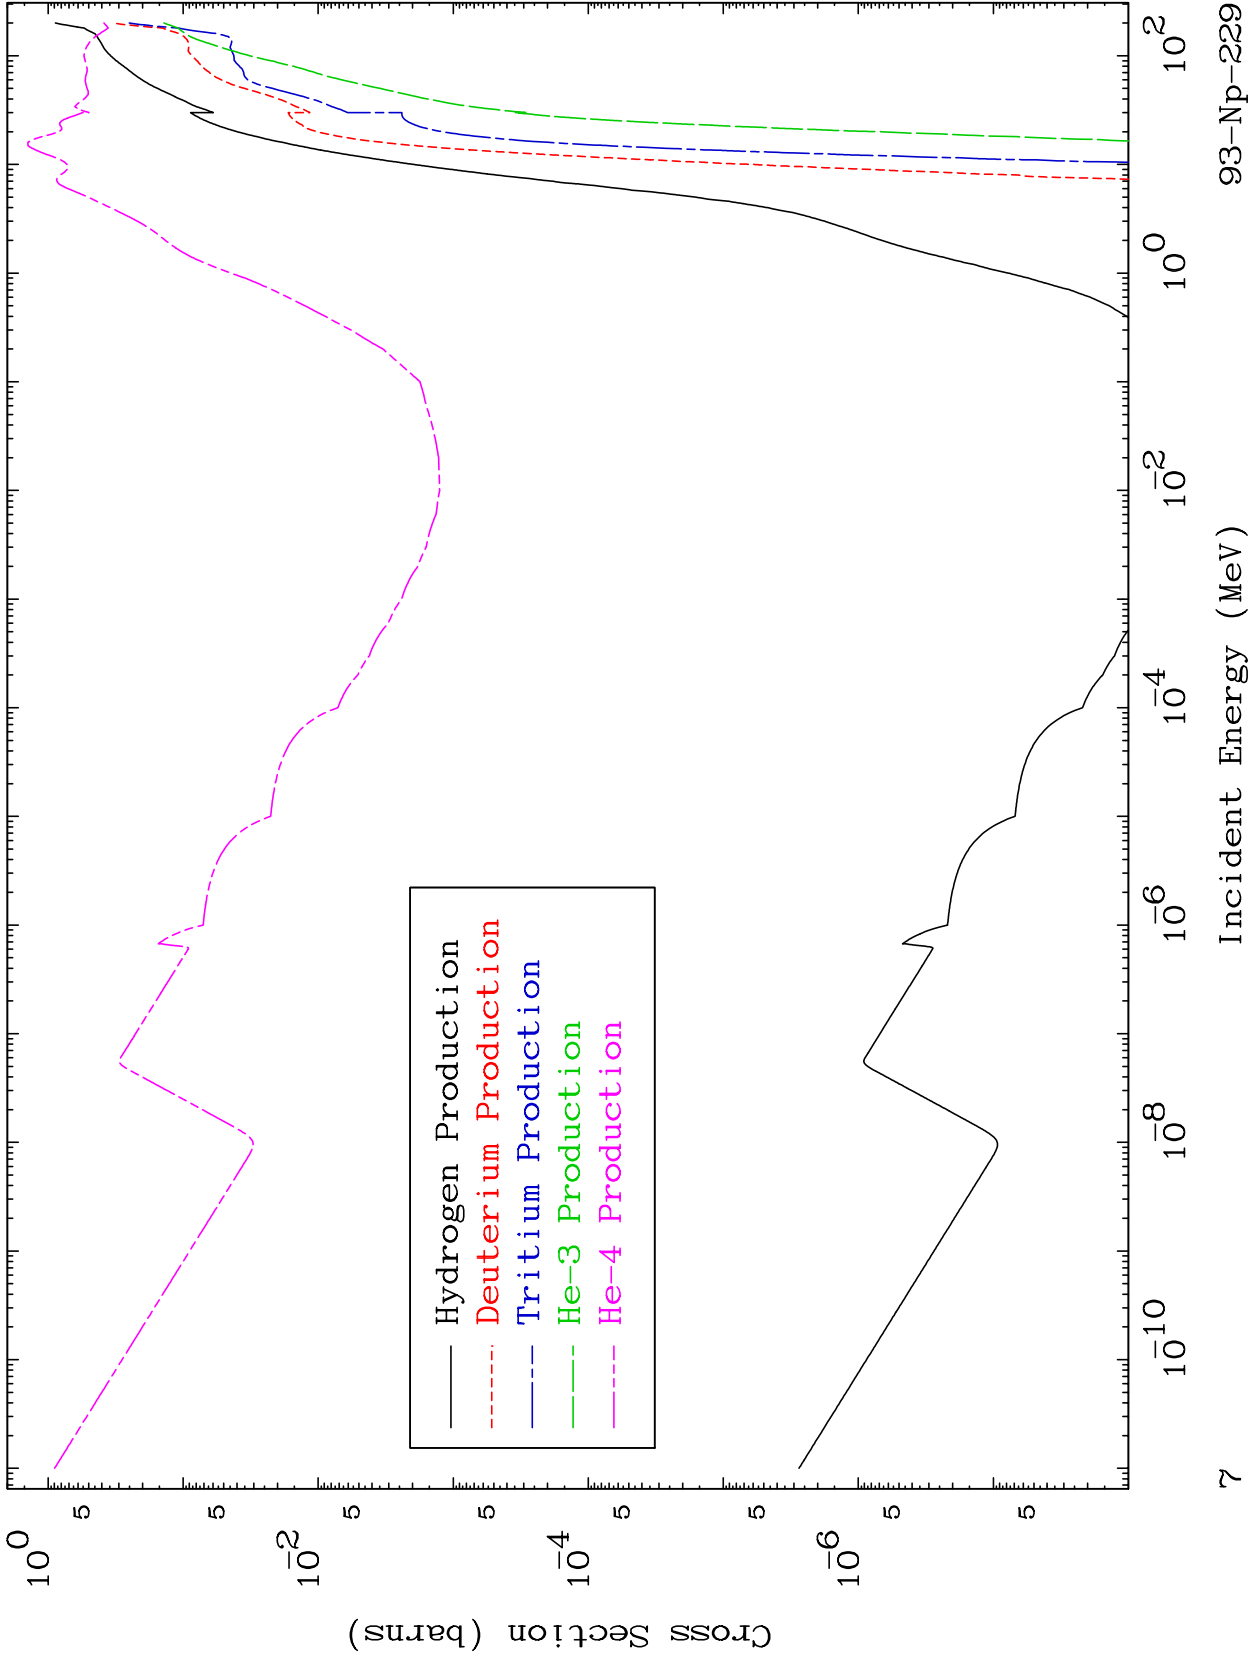 Cross Section (barns)
10^0
5
5
10^-2
5
5
10^-4
5
5
10^-6
5
5
Hydrogen Production
Deuterium Production
Tritium Production
He-3 Production
He-4 Production
10^-10
10^-8
10^-6
10^-4
10^-2
10^0
10^2
7
Incident Energy (MeV)
93-Np-229